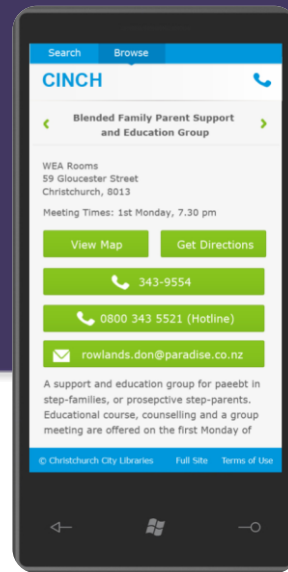 Search Browse
CINCH
Blended Family Parent Support
and Education Group
WEA Rooms
59 Gloucester Street
Christchurch, 8013
Meeting Times: 1st Monday, 7.30 pm
View Map Get Directions
343-9554
0800 343 5521 (Hotline)
rowlands.don@paradise.co.nz
A support and education group for paeebt in
step-families, or prosepctive step-parents.
Educational course, counselling and a group
meeting are offered on the first Monday of
© Christchurch City Libraries Full Site Terms of Use